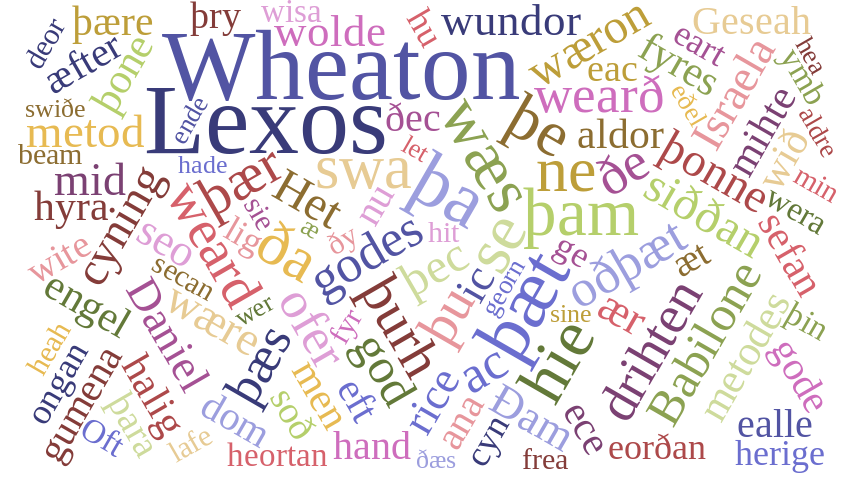 deor
þære
þry
wisa
wolde
hu
wundor
wæron
Geseah
eart
hea
æfter
þone
Wheaton
fyres
Israela
ymb
swiðe
ende
Lexos
ðec
eac
wearð
eðel
mihte
aldre
metod
beam
hade
let
wæs
þe
aldor
wið
min
mid
þær
Het
swa
þa
ne
ðe
þonne
wera
hyra
cyning
weard
sie
nu
þam
siððan
sefan
seo
lig
æ
ðy
hit
se
ge
oðþæt
æt
wite
secan
ða
godes
þec
ic
georn
engel
Daniel
wære
wer
ofer
fyr
þurh
þu
þæt
sine
ær
drihten
Babilone
metodes
þin
heah
þæs
god
hie
gode
ongan
gumena
halig
men
eft
rice
ac
Ðam
para
dom
soð
ana
cyn
ece
ealle
Oft
lafe
heortan
hand
ðæs
frea
eorðan
herige